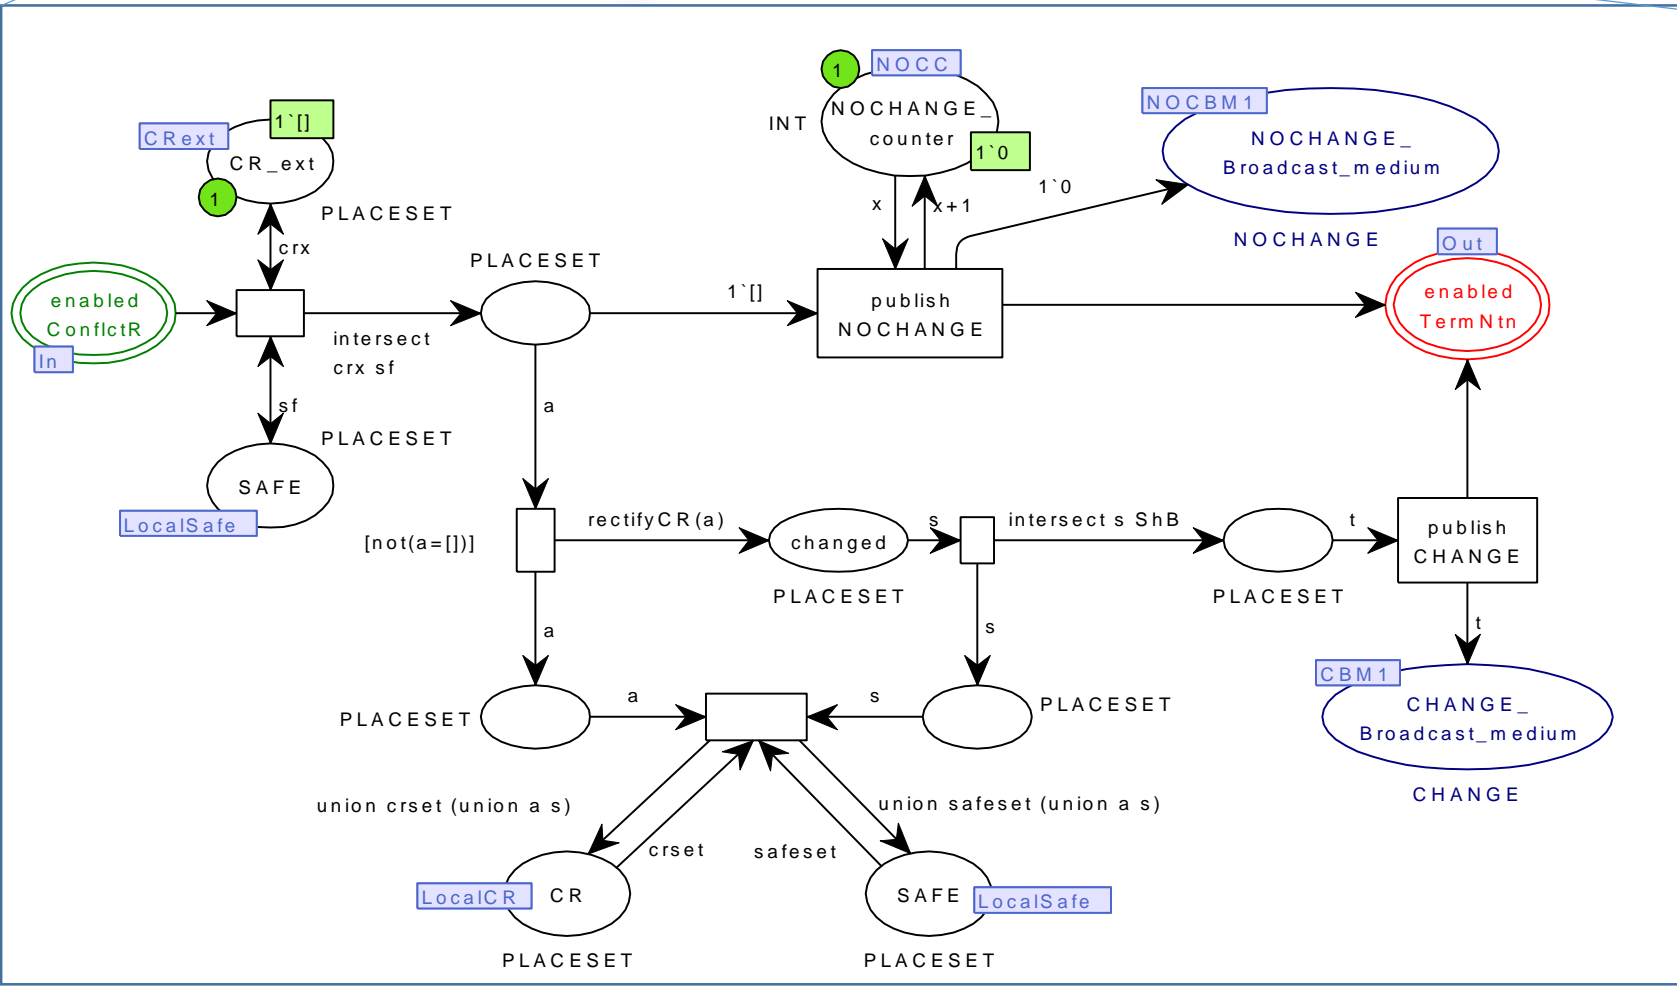 1
NOCC
NOCHANGE_
counter
INT
1`0
x
x+1
NOCBM1
NOCHANGE_
Broadcast_medium
NOCHANGE
1`0
CRext
1`[]
CR_ext
1
PLACESET
crx
enabled
ConflctR
In
intersect
crx sf
PLACESET
1`[]
publish
NOCHANGE
Out
enabled
TermNtn
sf
PLACESET
SAFE
LocalSafe
a
[not(a=[])]
rectifyCR(a)
changed
PLACESET
s
intersect s ShB
PLACESET
t
publish
CHANGE
t
CBM1
CHANGE_
Broadcast_medium
CHANGE
a
s
PLACESET
a
s
PLACESET
union crset (union a s)
crset
safeset
union safeset (union a s)
LocalCR
CR
PLACESET
SAFE
LocalSafe
PLACESET